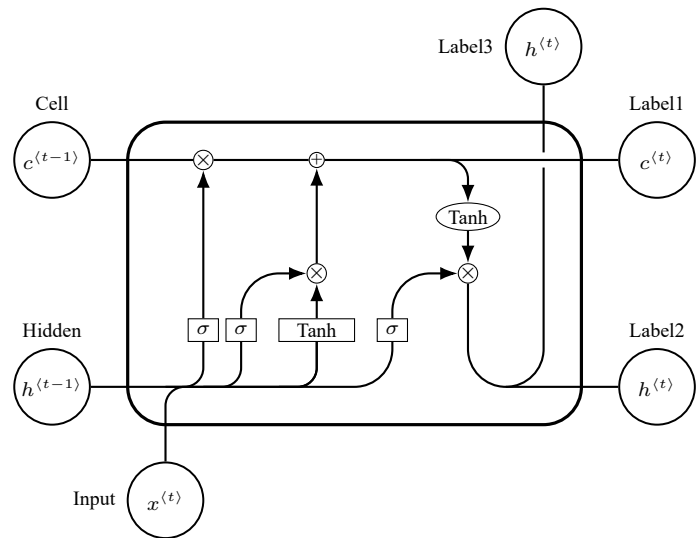 Label3
h⟨t⟩
Cell
Label1
c⟨t−1⟩
×
+
c⟨t⟩
Tanh
×
×
Hidden
σ
σ
Tanh
σ
Label2
h⟨t−1⟩
h⟨t⟩
Input
x⟨t⟩